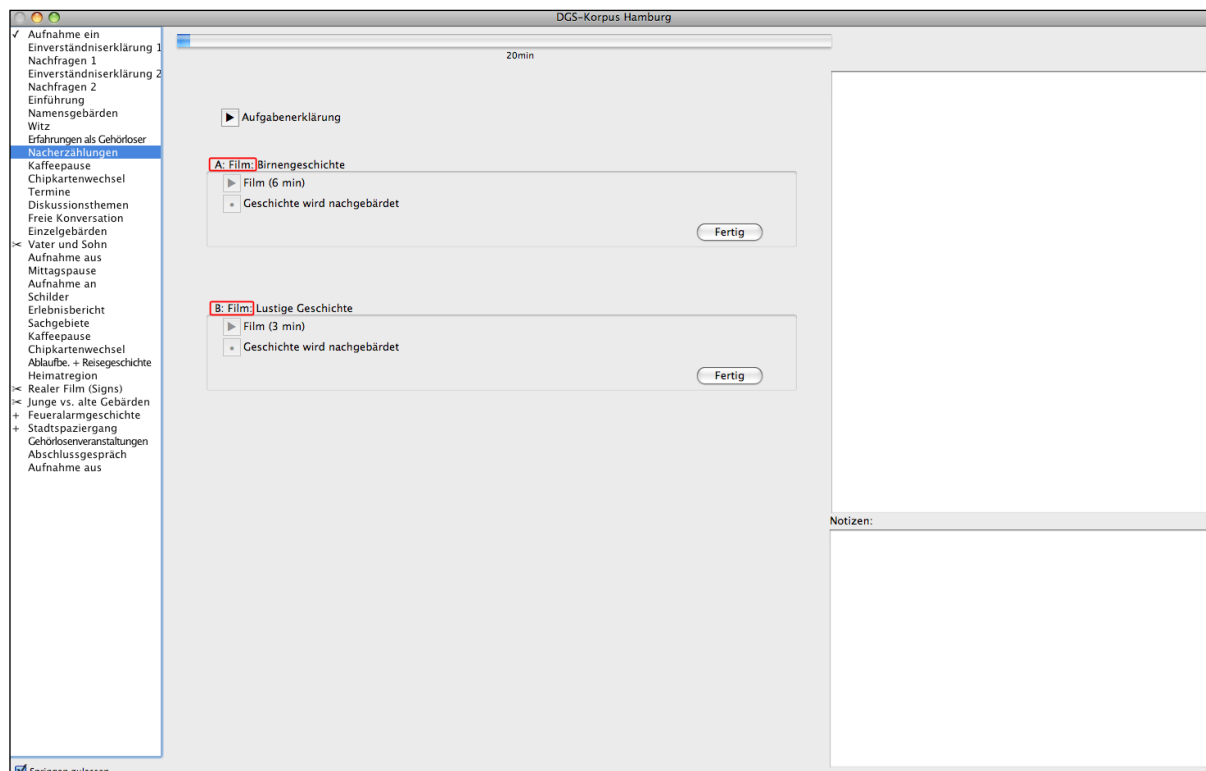 DGS-Korpus Hamburg
✓ Aufnahme ein
Einverständniserklärung 1
Nachfragen 1
Einverständniserklärung 2
Nachfragen 2
Einführung
Namensgebärden
Witz
Erfahrungen als Gehörloser
Nacherzählungen
Kaffeepause
Chipkartenwechsel
Termine
Diskussionsthemen
Freie Konversation
Einzelgebärden
✂ Vater und Sohn
Aufnahme aus
Mittagspause
Aufnahme an
Schilder
Erlebnisbericht
Sachgebiete
Kaffeepause
Chipkartenwechsel
Ablaufbe. + Reisegeschichte
Heimatregion
✂ Realer Film (Signs)
✂ Junge vs. alte Gebärden
+ Feueralarmgeschichte
+ Stadtspaziergang
Gehörlosenveranstaltungen
Abschlussgespräch
Aufnahme aus
Springen zulassen
20min
Aufgabenerklärung
A: Film: Birnengeschichte
Film (6 min)
Geschichte wird nachgebärdet
Fertig
B: Film: Lustige Geschichte
Film (3 min)
Geschichte wird nachgebärdet
Fertig
Notizen: